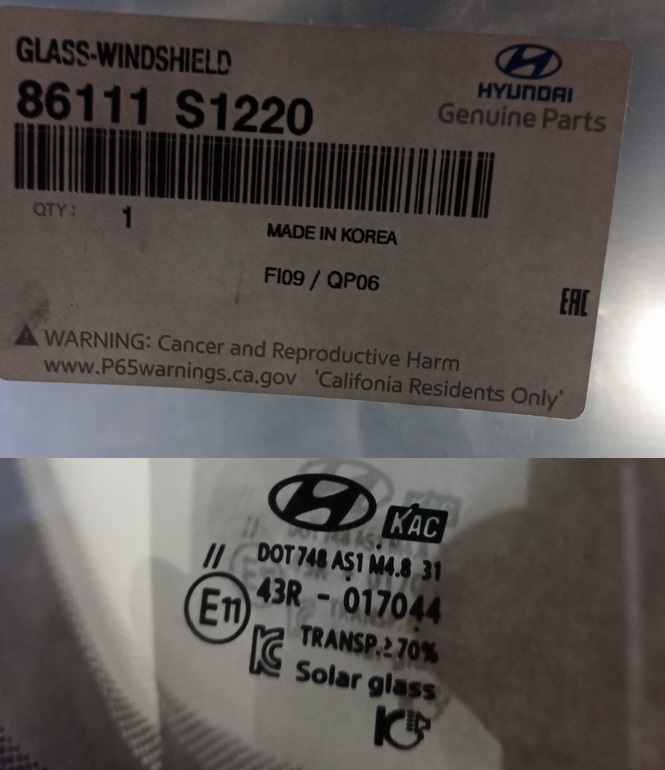 GLASS-WINDSHIELD
HYUNDAI
86111 S1220
Genuine Parts
QTY: 1
MADE IN KOREA
FI09 / QP06
EAC
WARNING: Cancer and Reproductive Harm
www.P65warnings.ca.gov 'Califonia Residents Only'
KAC
// DOT 748 AS1 M4.8 31
E11 43R - 017044
TRANSP.≥70%
KC Solar glass